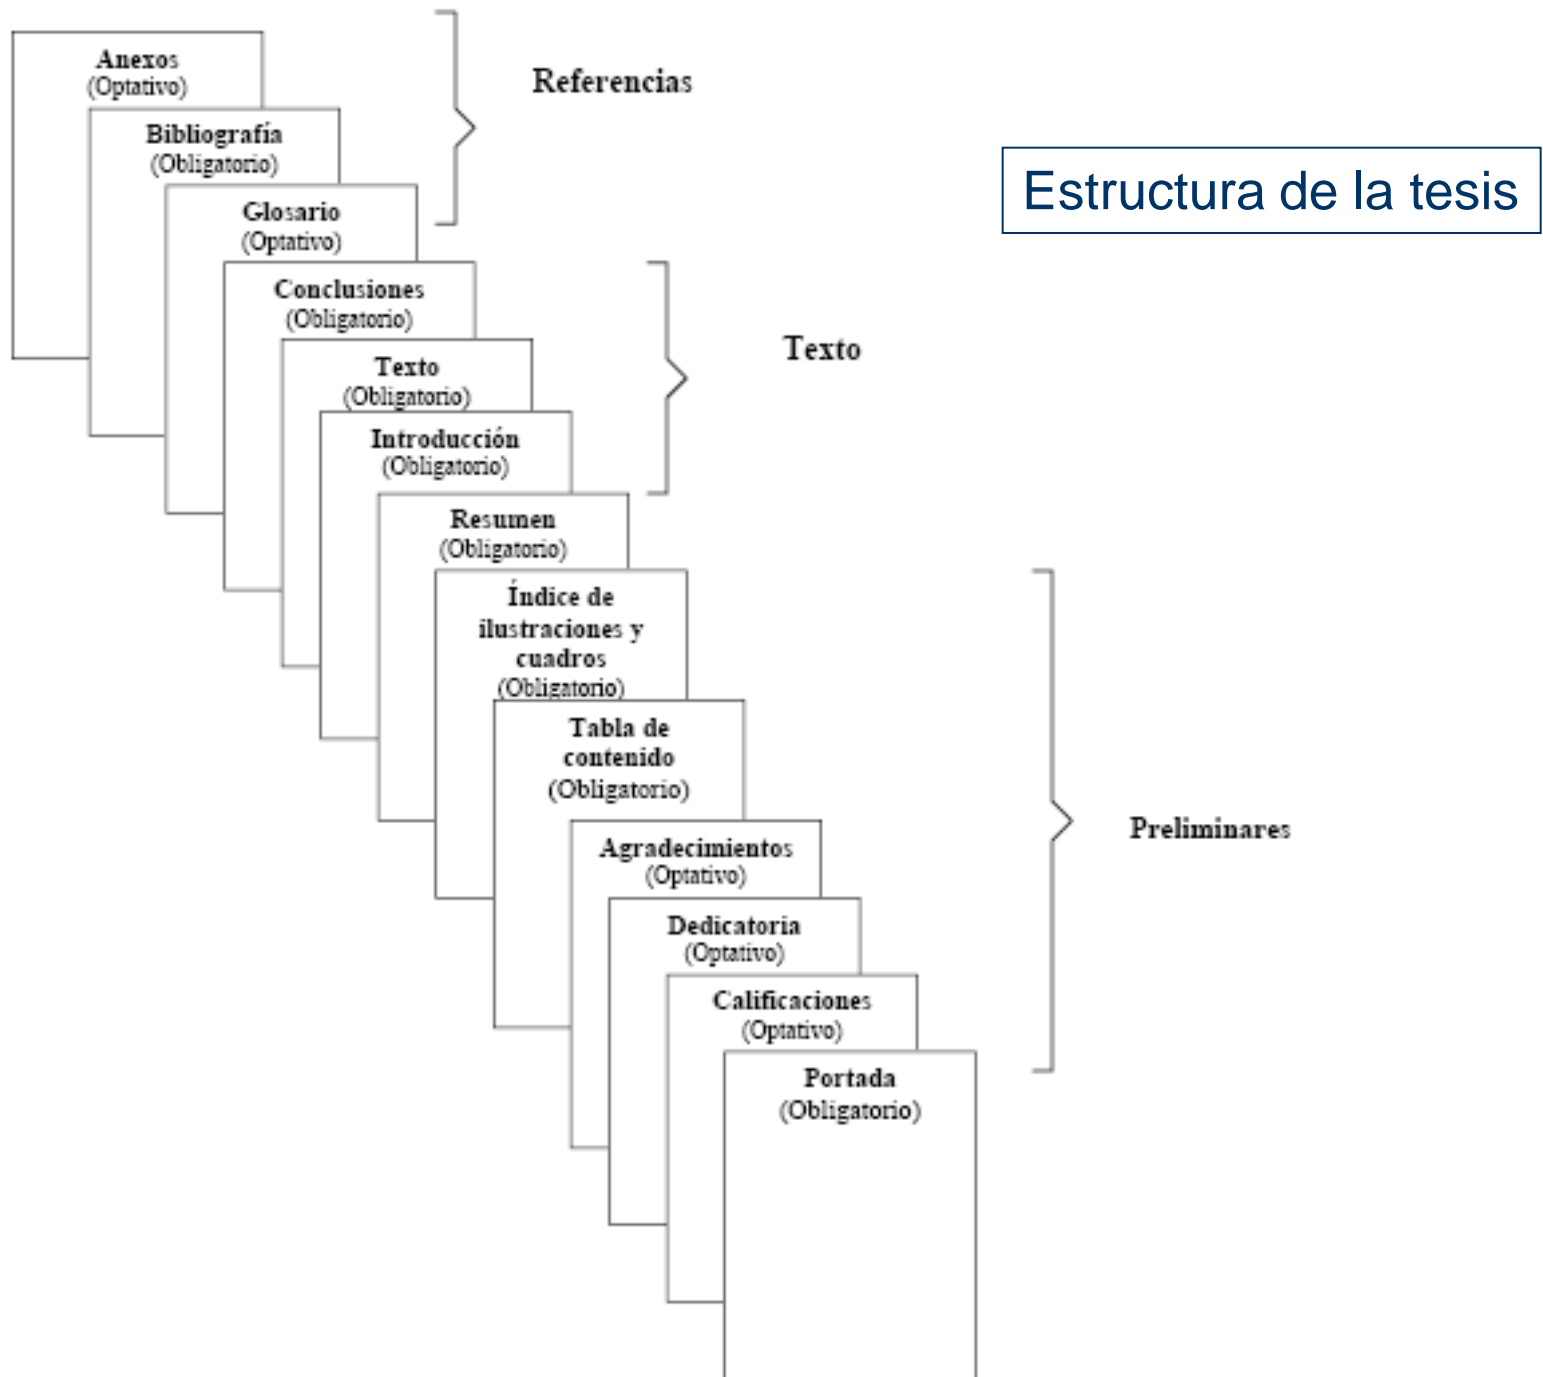 Anexos
(Optativo)
Referencias
Bibliografía
(Obligatorio)
Estructura de la tesis
Glosario
(Optativo)
Conclusiones
(Obligatorio)
Texto
Texto
(Obligatorio)
Introducción
(Obligatorio)
Resumen
(Obligatorio)
Índice de
ilustraciones y
cuadros
(Obligatorio)
Tabla de
contenido
(Obligatorio)
Agradecimientos
(Optativo)
Preliminares
Dedicatoria
(Optativo)
Calificaciones
(Optativo)
Portada
(Obligatorio)